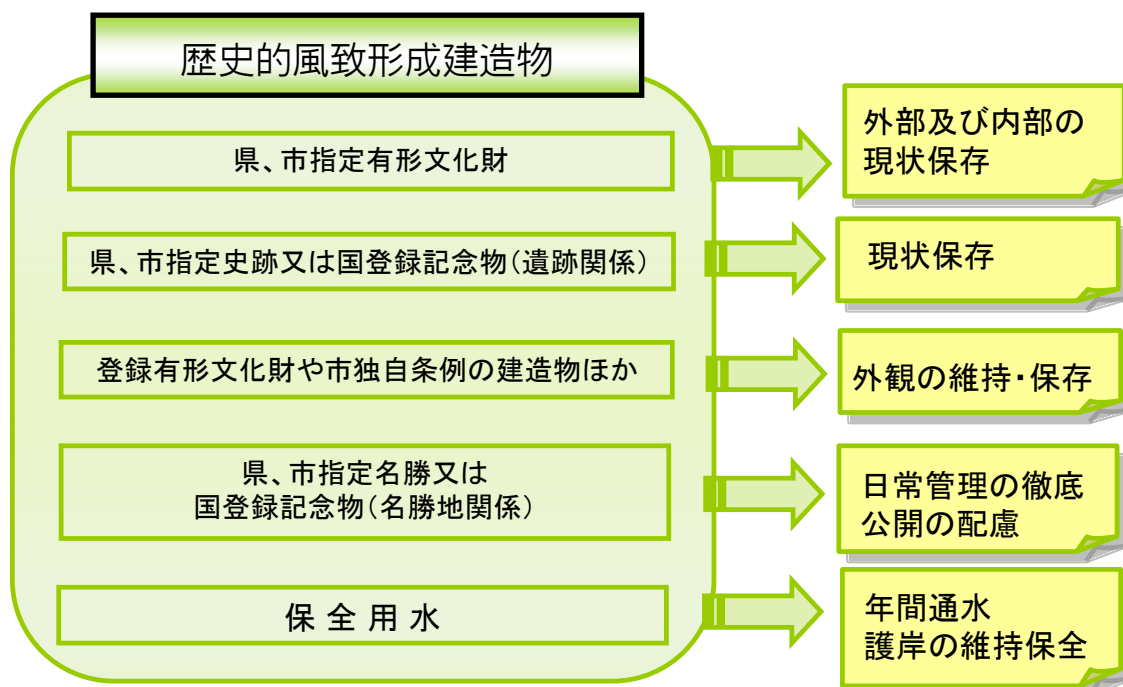 歴史的風致形成建造物
県、市指定有形文化財
外部及び内部の
現状保存
県、市指定史跡又は国登録記念物(遺跡関係)
現状保存
登録有形文化財や市独自条例の建造物ほか
外観の維持・保存
県、市指定名勝又は
国登録記念物(名勝地関係)
日常管理の徹底
公開の配慮
保全用水
年間通水
護岸の維持保全